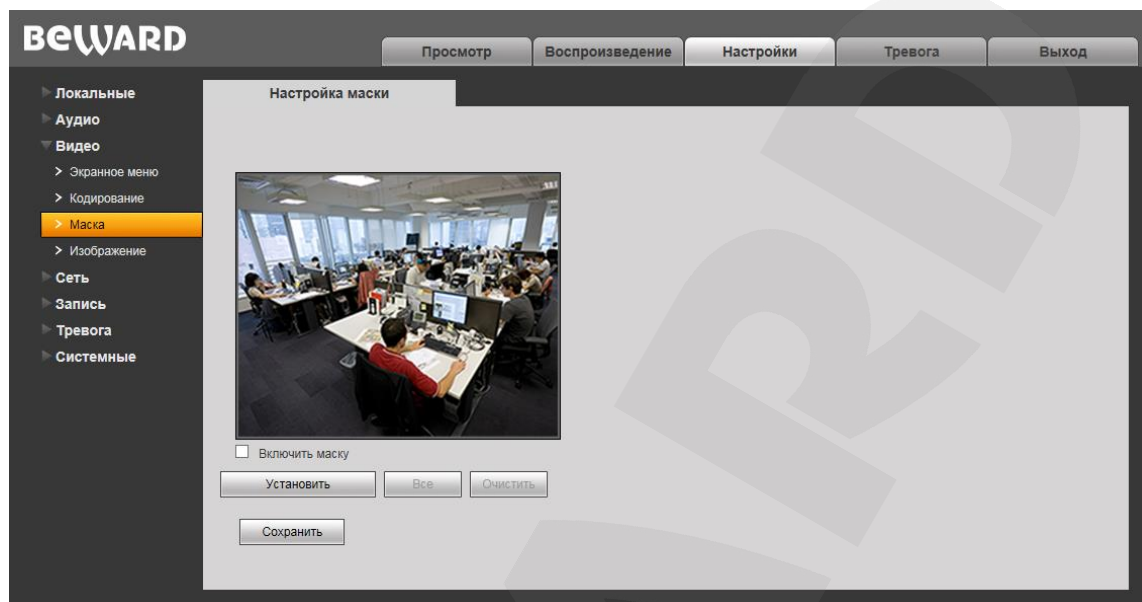 BEWARD
Просмотр
Воспроизведение
Настройки
Тревога
Выход
Локальные
Аудио
Видео
Экранное меню
Кодирование
Маска
Изображение
Сеть
Запись
Тревога
Системные
Настройка маски
Включить маску
Установить
Все
Очистить
Сохранить